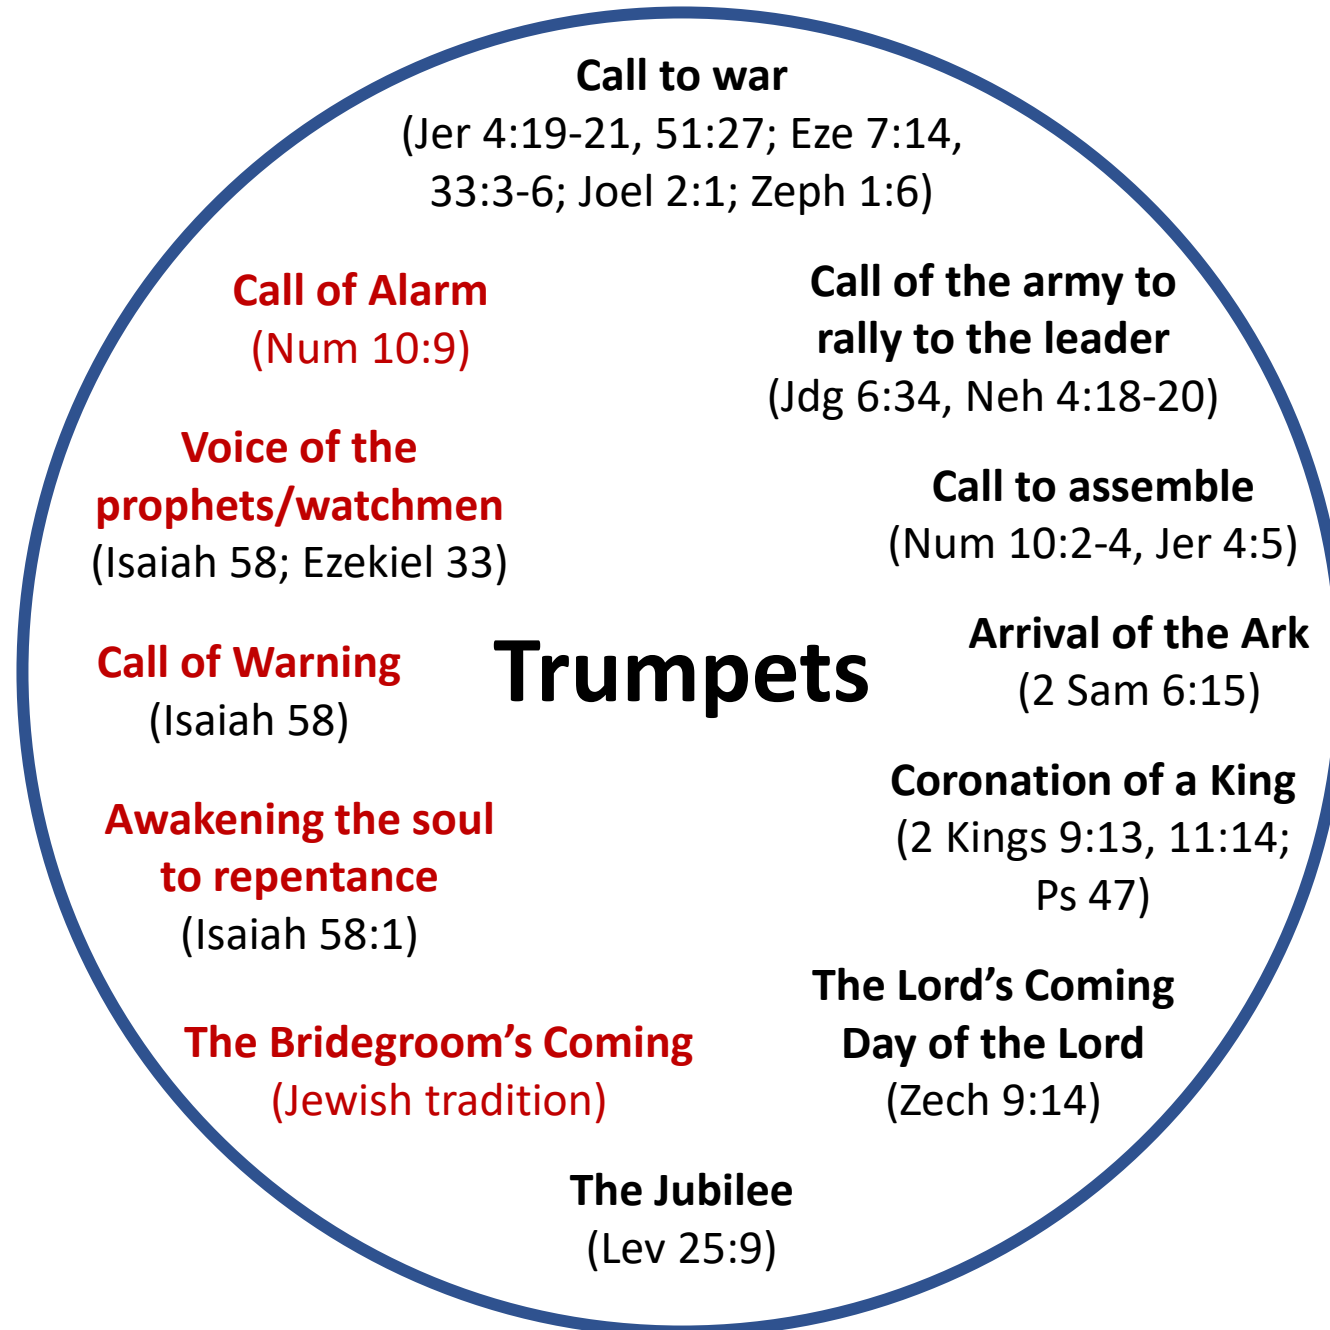 Call to war
(Jer 4:19-21, 51:27; Eze 7:14,
33:3-6; Joel 2:1; Zeph 1:6)
Call of Alarm
(Num 10:9)
Call of the army to
rally to the leader
(Jdg 6:34, Neh 4:18-20)
Voice of the
prophets/watchmen
(Isaiah 58; Ezekiel 33)
Call to assemble
(Num 10:2-4, Jer 4:5)
Call of Warning
(Isaiah 58)
Trumpets
Arrival of the Ark
(2 Sam 6:15)
Awakening the soul
to repentance
(Isaiah 58:1)
Coronation of a King
(2 Kings 9:13, 11:14;
Ps 47)
The Bridegroom’s Coming
(Jewish tradition)
The Lord’s Coming
Day of the Lord
(Zech 9:14)
The Jubilee
(Lev 25:9)